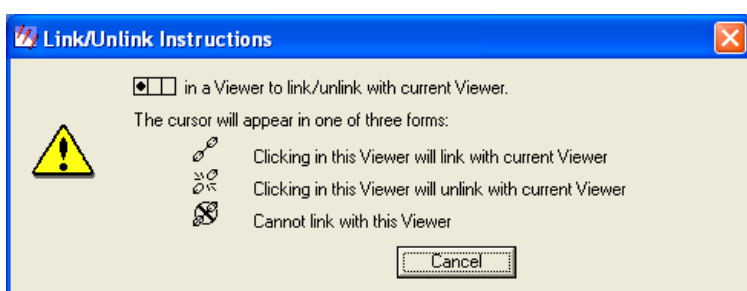 Link/Unlink Instructions
in a Viewer to link/unlink with current Viewer.
The cursor will appear in one of three forms:
Clicking in this Viewer will link with current Viewer
Clicking in this Viewer will unlink with current Viewer
Cannot link with this Viewer
Cancel